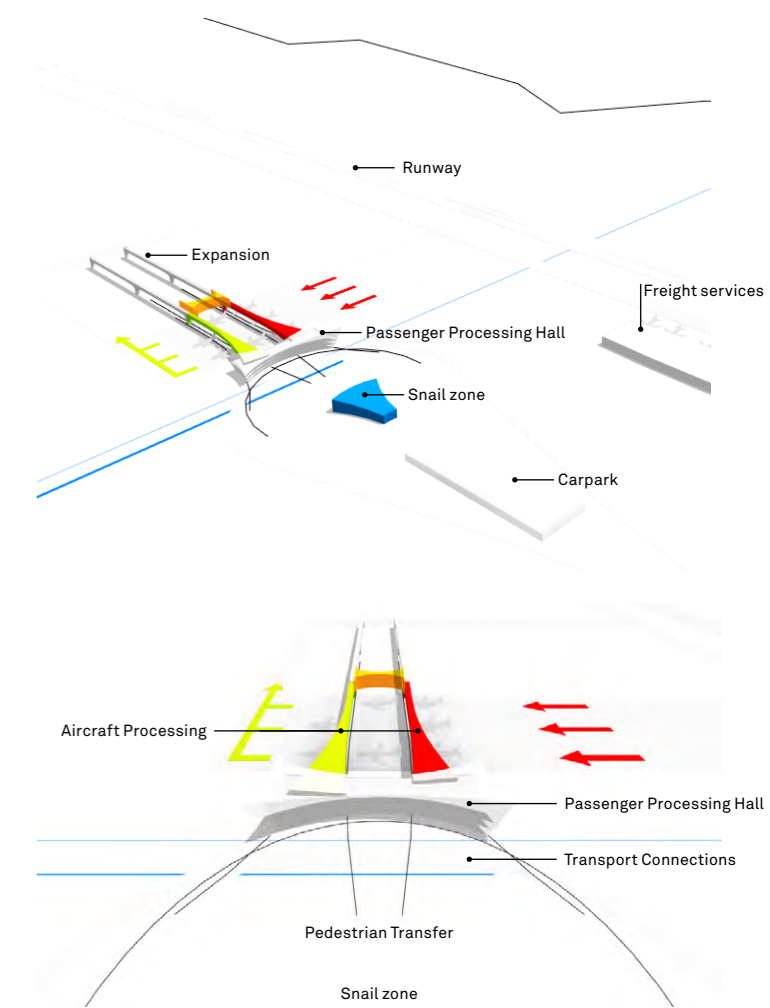 Runway
Expansion
Freight services
Passenger Processing Hall
Snail zone
Carpark
Aircraft Processing
Passenger Processing Hall
Transport Connections
Pedestrian Transfer
Snail zone